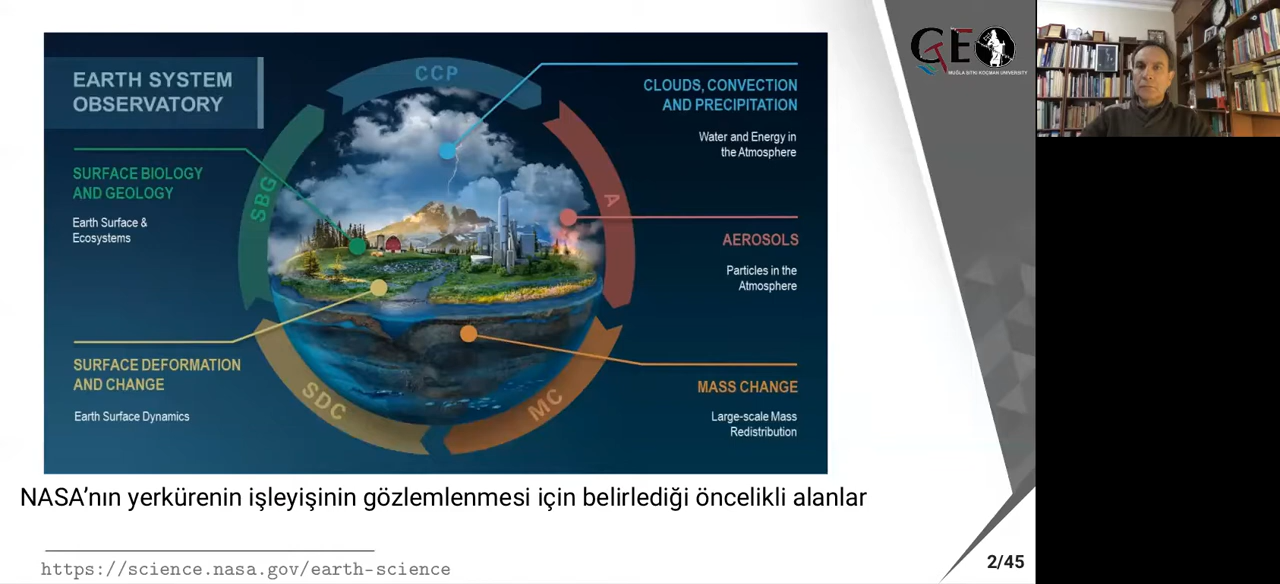 EARTH SYSTEM
OBSERVATORY
CCP
CLOUDS, CONVECTION
AND PRECIPITATION
Water and Energy in
the Atmosphere
SURFACE BIOLOGY
AND GEOLOGY
Earth Surface &
Ecosystems
SBG
A
AEROSOLS
Particles in the
Atmosphere
SURFACE DEFORMATION
AND CHANGE
Earth Surface Dynamics
SDC
MC
MASS CHANGE
Large-scale Mass
Redistribution
NASA’nın yerkürenin işleyişinin gözlemlenmesi için belirlediği öncelikli alanlar
https://science.nasa.gov/earth-science
2/45
GEO
MUĞLA SITKI KOÇMAN UNIVERSITY